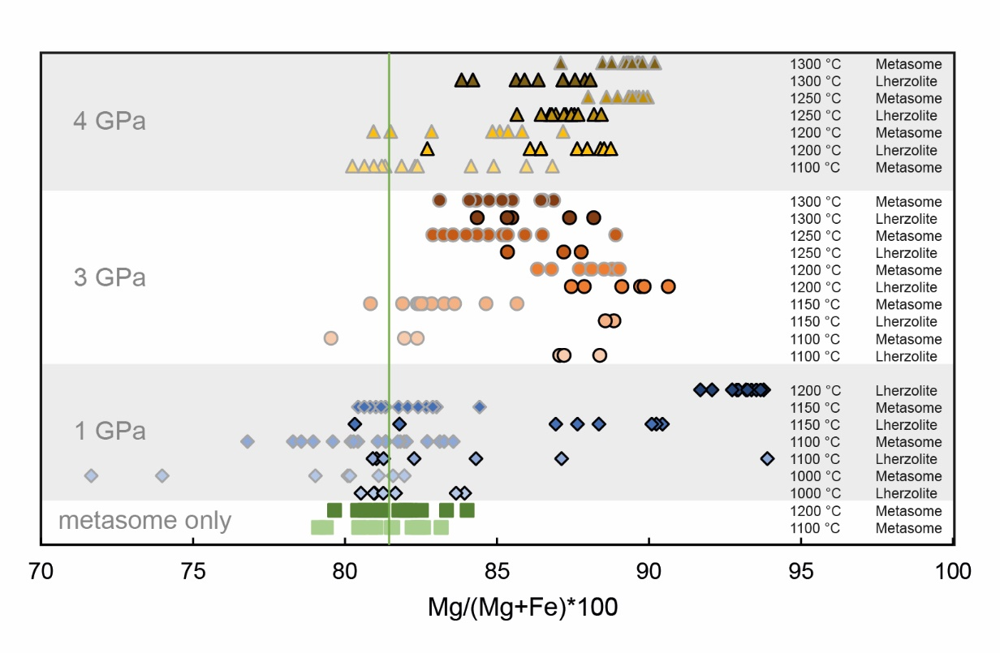 1300 °C Metasome
1300 °C Lherzolite
1250 °C Metasome
4 GPa
1250 °C Lherzolite
1200 °C Metasome
1200 °C Lherzolite
1100 °C Metasome
1300 °C Metasome
1300 °C Lherzolite
1250 °C Metasome
1250 °C Lherzolite
3 GPa
1200 °C Metasome
1200 °C Lherzolite
1150 °C Metasome
1150 °C Lherzolite
1100 °C Metasome
1100 °C Lherzolite
1200 °C Lherzolite
1150 °C Metasome
1 GPa
1150 °C Lherzolite
1100 °C Metasome
1100 °C Lherzolite
1000 °C Metasome
1000 °C Lherzolite
metasome only
1200 °C Metasome
1100 °C Metasome
70 75 80 85 90 95 100
Mg/(Mg+Fe)*100